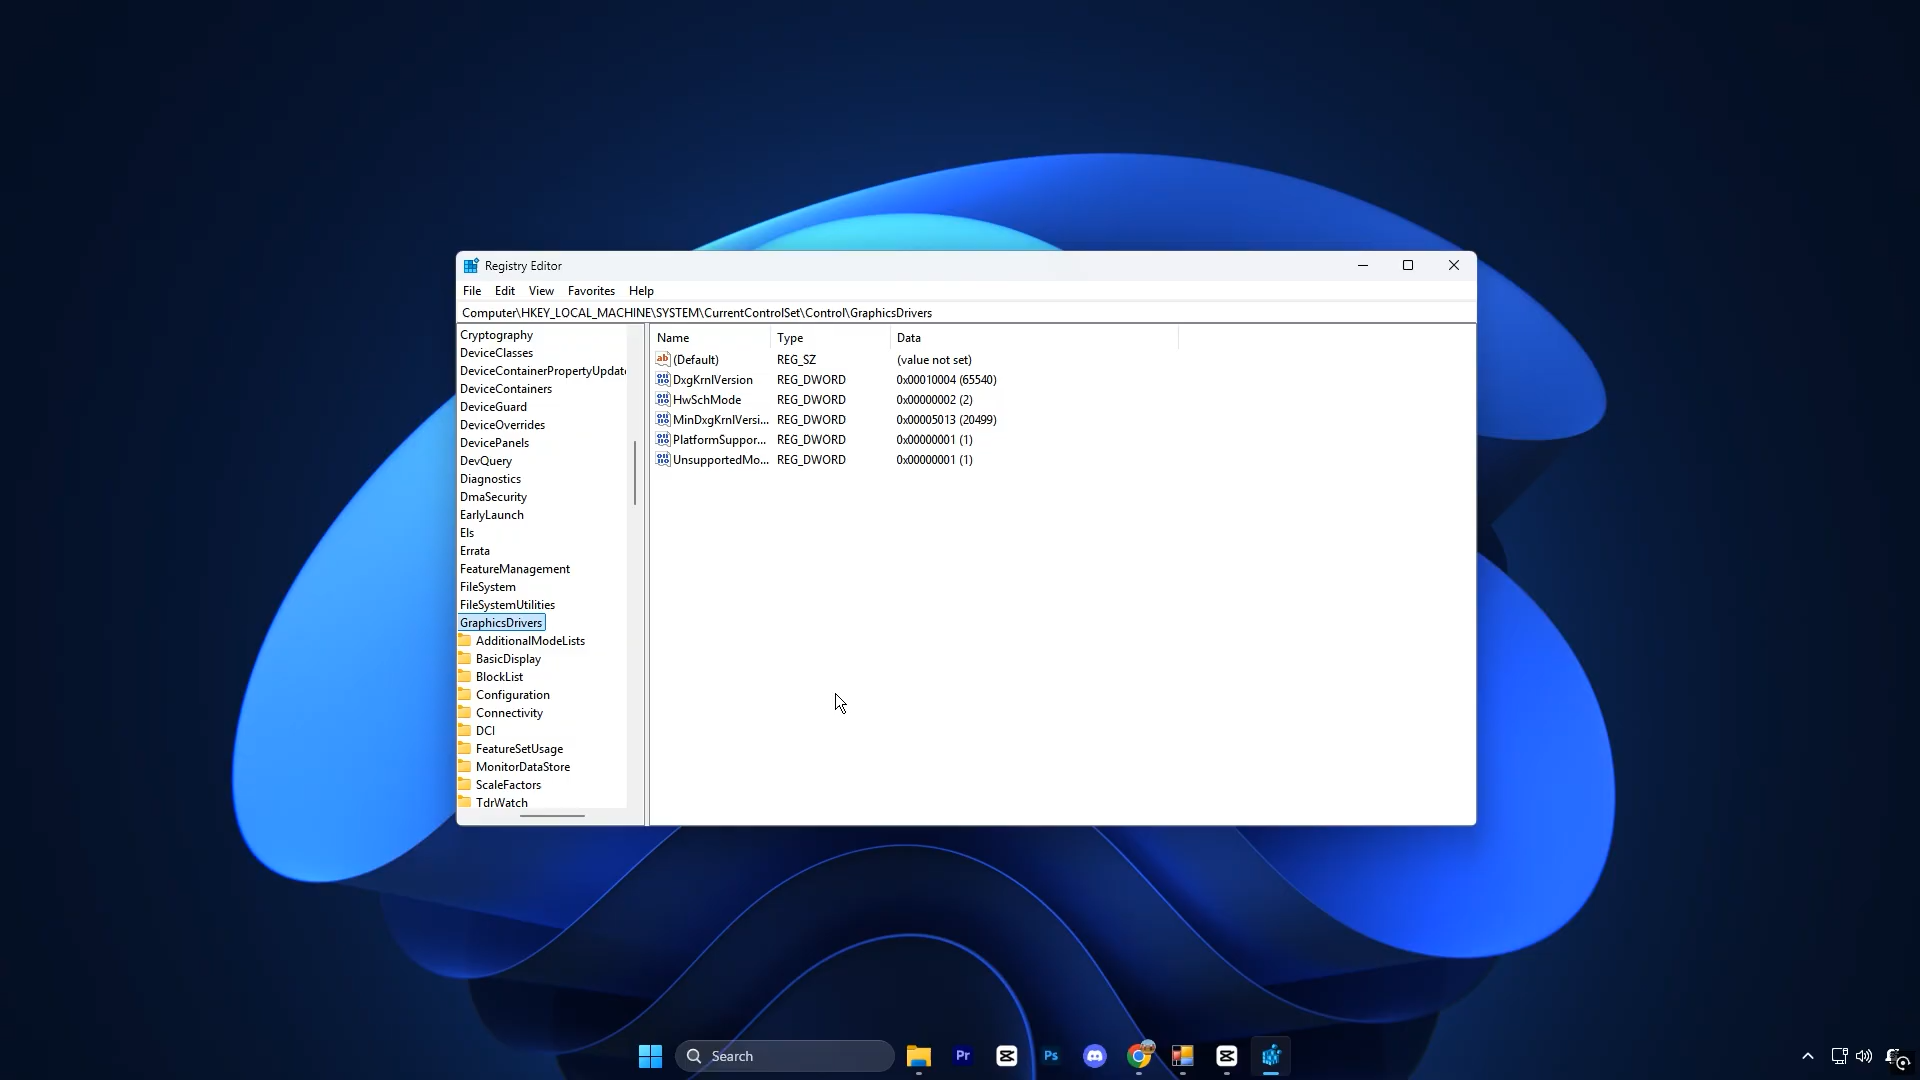 Registry Editor
File Edit View Favorites Help
Computer\HKEY_LOCAL_MACHINE\SYSTEM\CurrentControlSet\Control\GraphicsDrivers
Cryptography
DeviceClasses
DeviceContainerPropertyUpdat
DeviceContainers
DeviceGuard
DeviceOverrides
DevicePanels
DevQuery
Diagnostics
DmaSecurity
EarlyLaunch
Els
Errata
FeatureManagement
FileSystem
FileSystemUtilities
GraphicsDrivers
AdditionalModeLists
BasicDisplay
BlockList
Configuration
Connectivity
DCI
FeatureSetUsage
MonitorDataStore
ScaleFactors
TdrWatch
Name Type Data
ab (Default) REG_SZ (value not set)
DxgKrnlVersion REG_DWORD 0x00010004 (65540)
HwSchMode REG_DWORD 0x00000002 (2)
MinDxgKrnlVersi... REG_DWORD 0x00005013 (20499)
PlatformSuppor... REG_DWORD 0x00000001 (1)
UnsupportedMo... REG_DWORD 0x00000001 (1)
Search Pr Ps